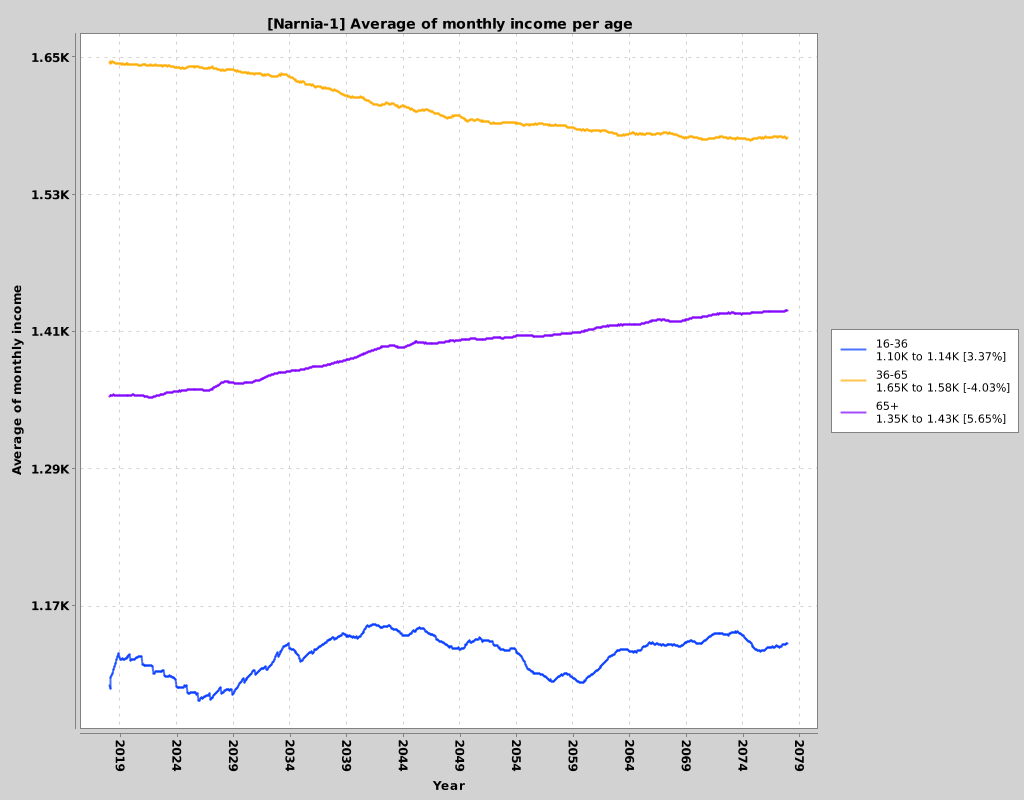 [Narnia-1] Average of monthly income per age
1.65K
1.53K
1.41K
1.29K
1.17K
Average of monthly income
2019
2024
2029
2034
2039
2044
2049
2054
2059
2064
2069
2074
2079
Year
16-36
1.10K to 1.14K [3.37%]
36-65
1.65K to 1.58K [-4.03%]
65+
1.35K to 1.43K [5.65%]